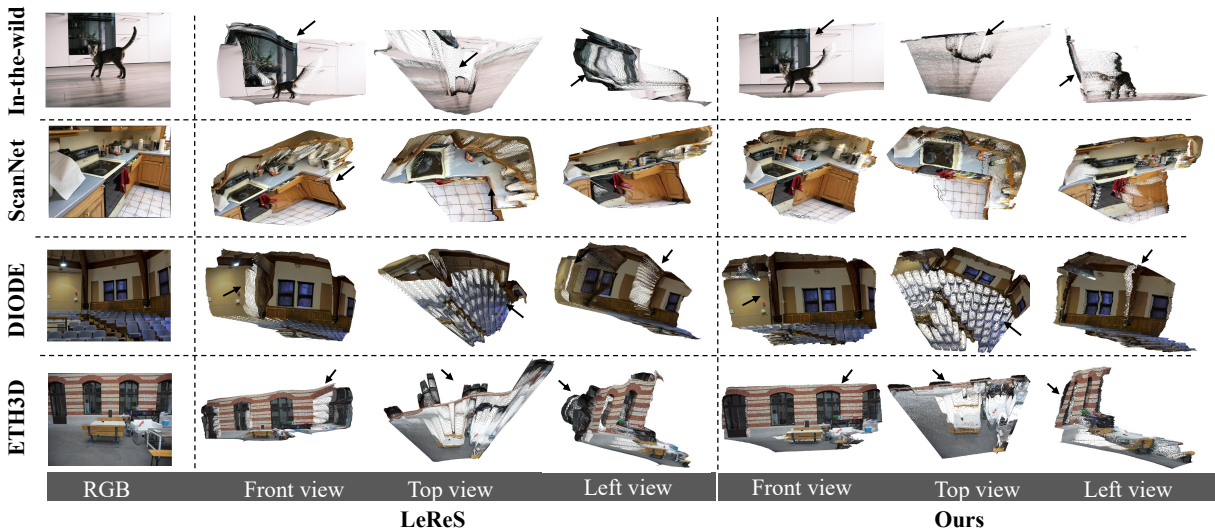 In-the-wild
ScanNet
DIODE
ETH3D
RGB Front view Top view Left view Front view Top view Left view
LeReS Ours